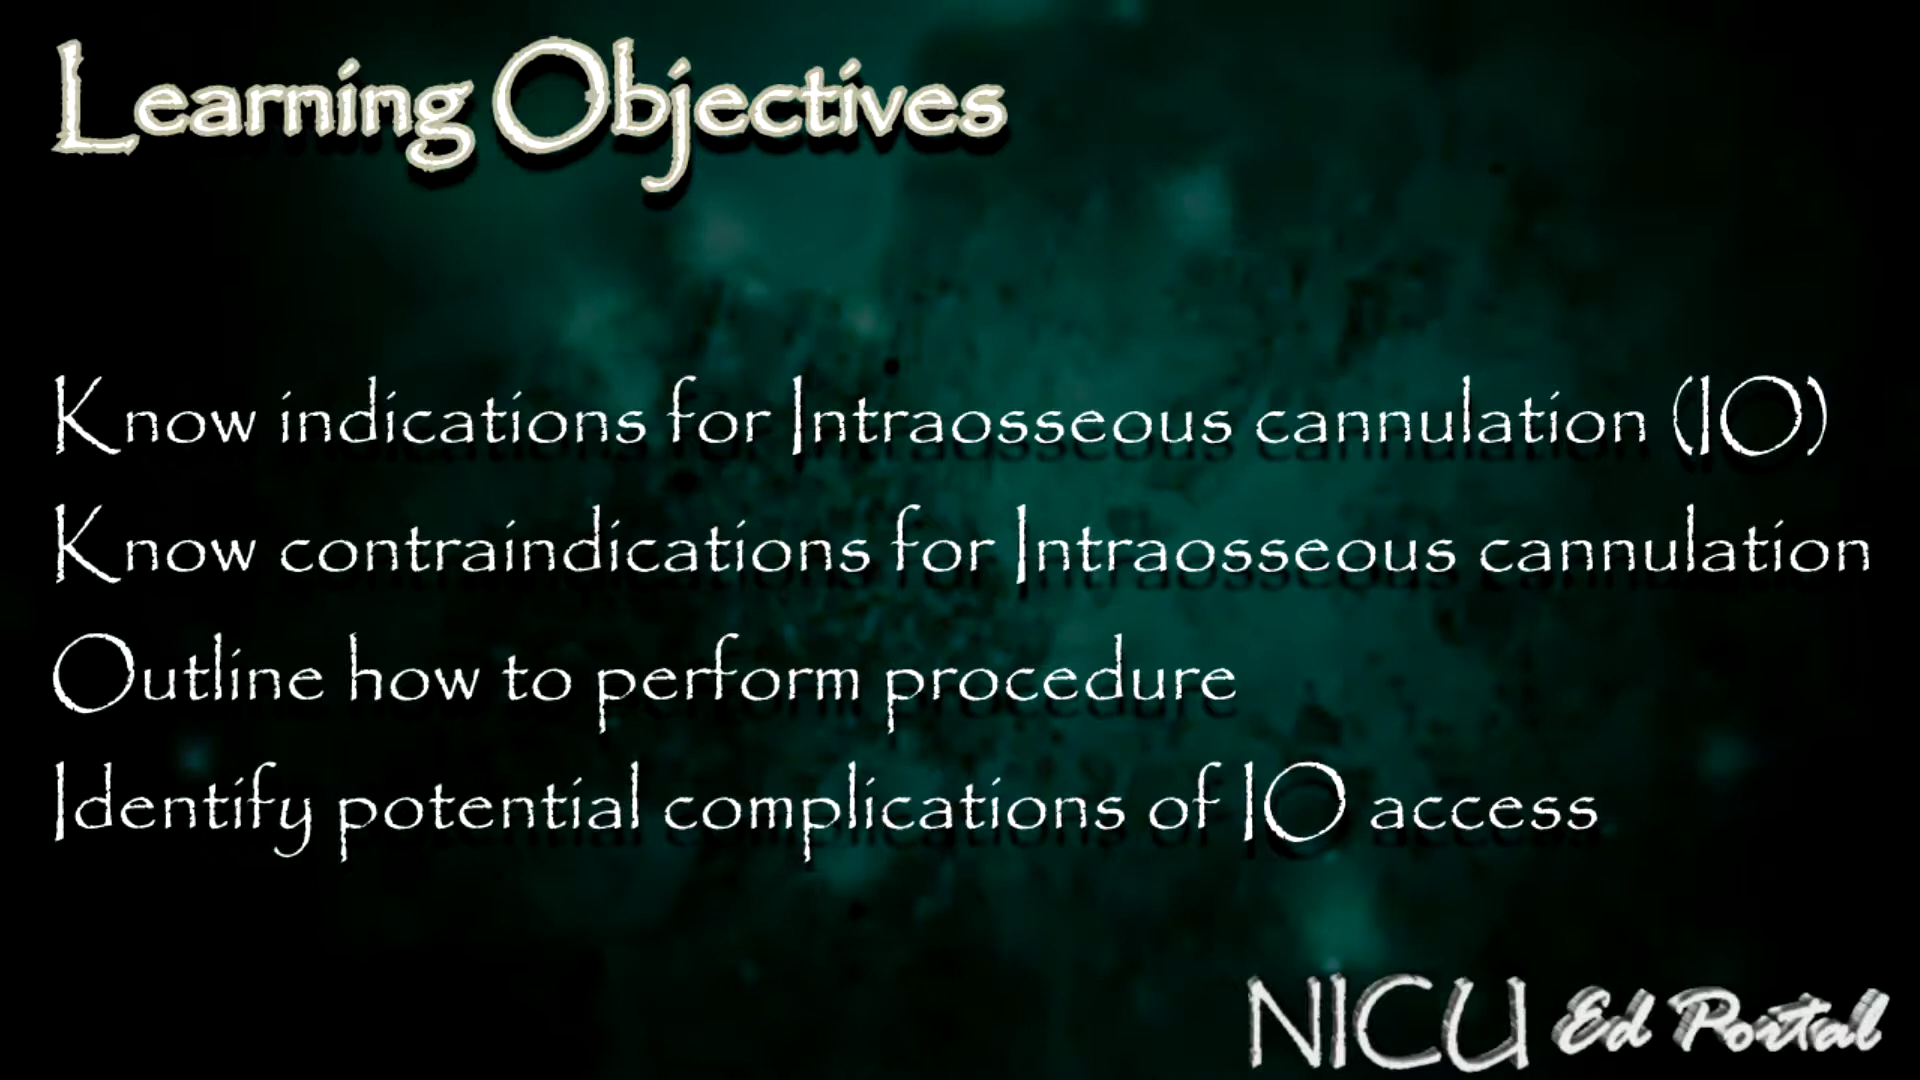 Learning Objectives
Know indications for Intraosseous cannulation (IO)
Know contraindications for Intraosseous cannulation
Outline how to perform procedure
Identify potential complications of IO access
NICU Ed Portal